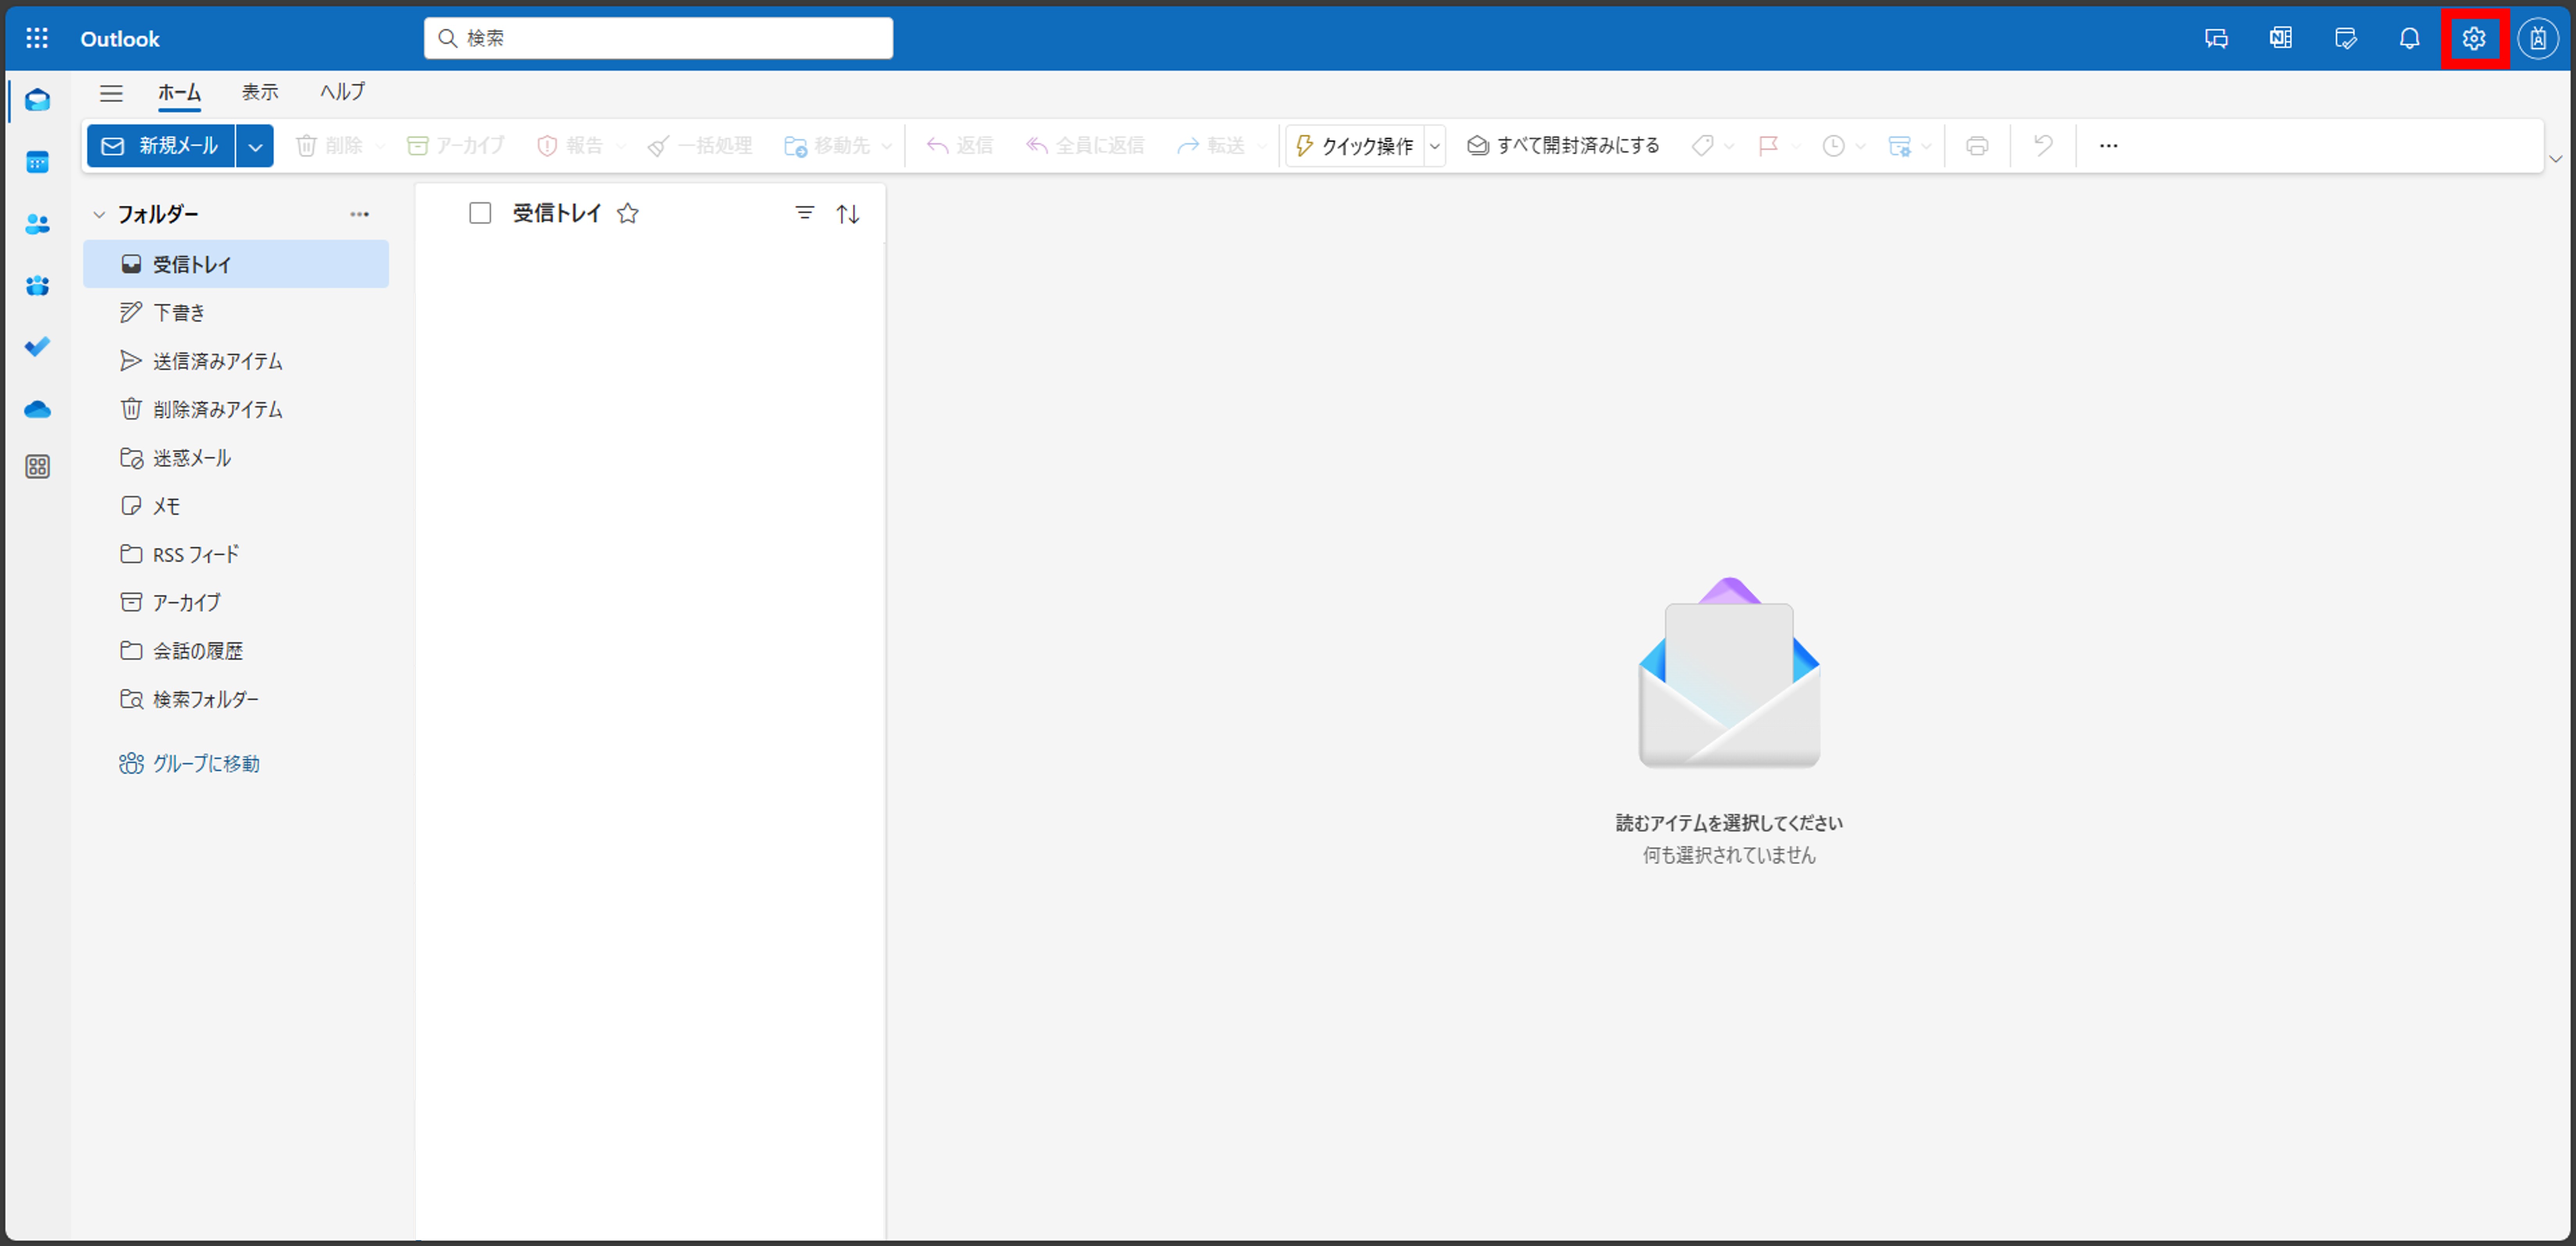 Outlook
検索
ホーム 表示 ヘルプ
新規メール 削除 アーカイブ 報告 一括処理 移動先 返信 全員に返信 転送 クイック操作 すべて開封済みにする
フォルダー
受信トレイ
下書き
送信済みアイテム
削除済みアイテム
迷惑メール
メモ
RSS フィード
アーカイブ
会話の履歴
検索フォルダー
グループに移動
受信トレイ
読むアイテムを選択してください
何も選択されていません